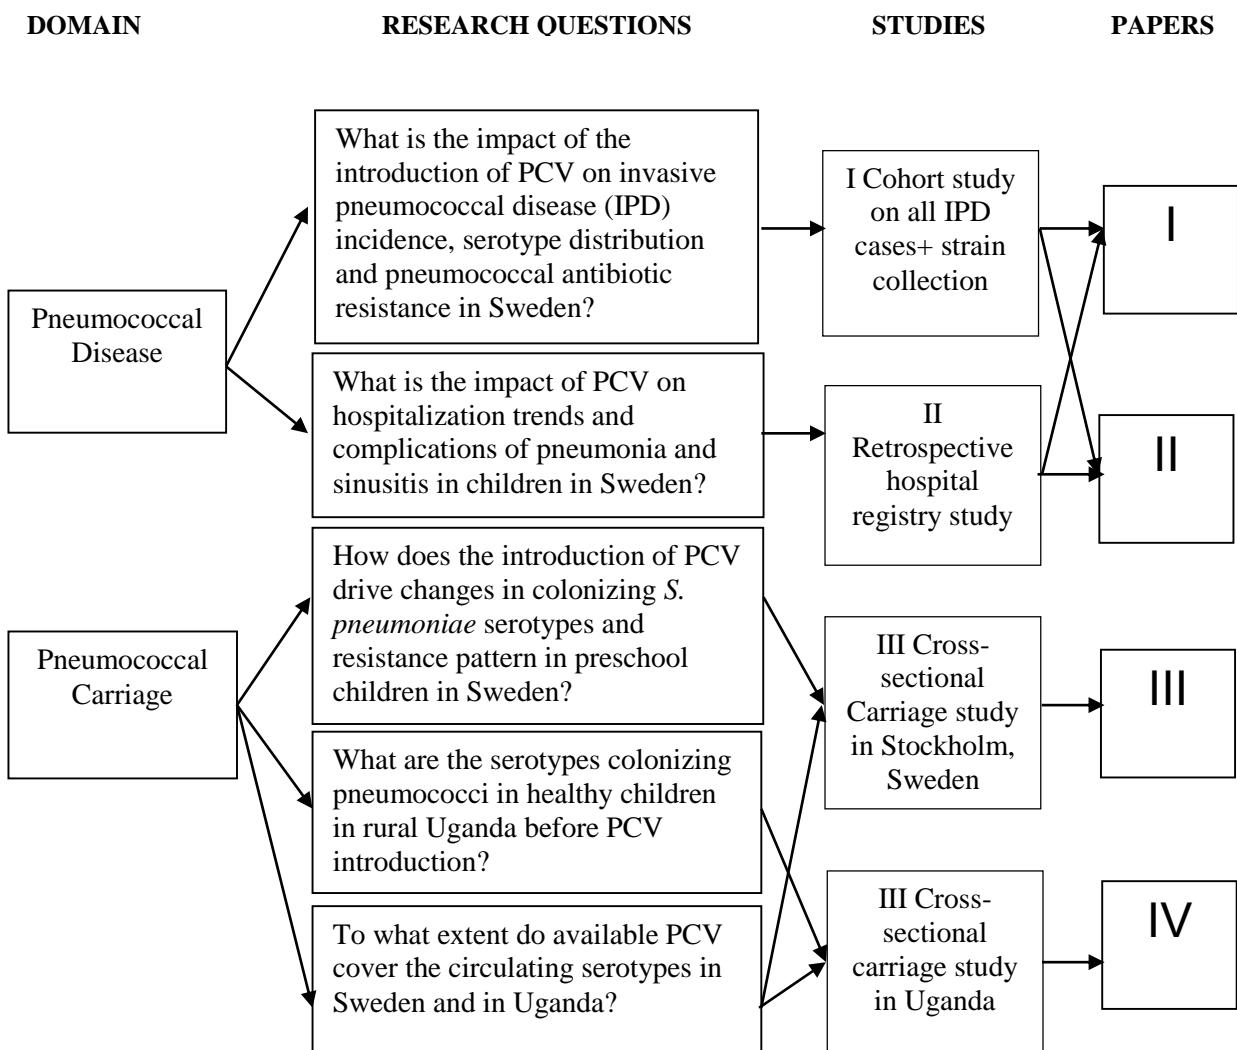 DOMAIN RESEARCH QUESTIONS STUDIES PAPERS
Pneumococcal
Disease
What is the impact of the
introduction of PCV on invasive
pneumococcal disease (IPD)
incidence, serotype distribution
and pneumococcal antibiotic
resistance in Sweden?
I Cohort study
on all IPD
cases+ strain
collection
I
What is the impact of PCV on
hospitalization trends and
complications of pneumonia and
sinusitis in children in Sweden?
II
Retrospective
hospital
registry study
II
Pneumococcal
Carriage
How does the introduction of PCV
drive changes in colonizing S.
pneumoniae serotypes and
resistance pattern in preschool
children in Sweden?
III Cross-
sectional
Carriage study
in Stockholm,
Sweden
III
What are the serotypes colonizing
pneumococci in healthy children
in rural Uganda before PCV
introduction?
To what extent do available PCV
cover the circulating serotypes in
Sweden and in Uganda?
III Cross-
sectional
carriage study
in Uganda
IV